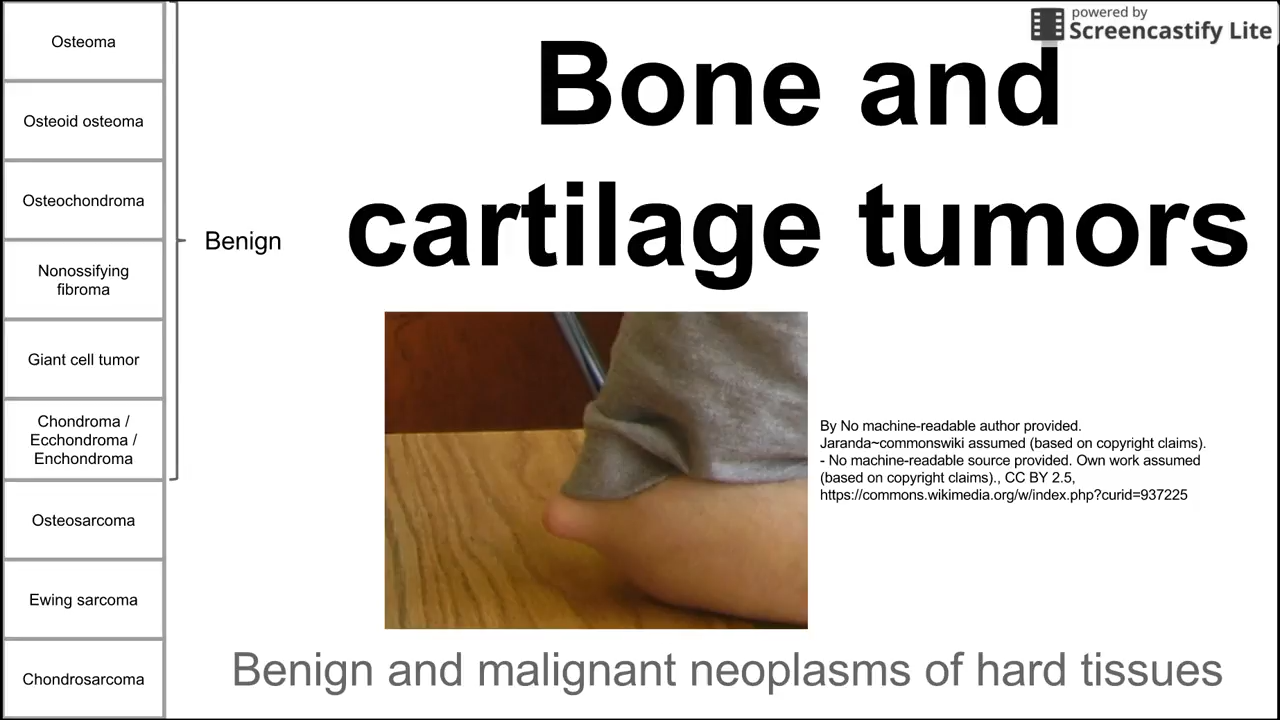 powered by
Screencastify Lite
Bone and
cartilage tumors
Osteoma
Osteoid osteoma
Osteochondroma
Nonossifying
fibroma
Giant cell tumor
Chondroma /
Ecchondroma /
Enchondroma
Osteosarcoma
Ewing sarcoma
Chondrosarcoma
Benign
By No machine-readable author provided.
Jaranda~commonswiki assumed (based on copyright claims).
- No machine-readable source provided. Own work assumed
(based on copyright claims)., CC BY 2.5,
https://commons.wikimedia.org/w/index.php?curid=937225
Benign and malignant neoplasms of hard tissues